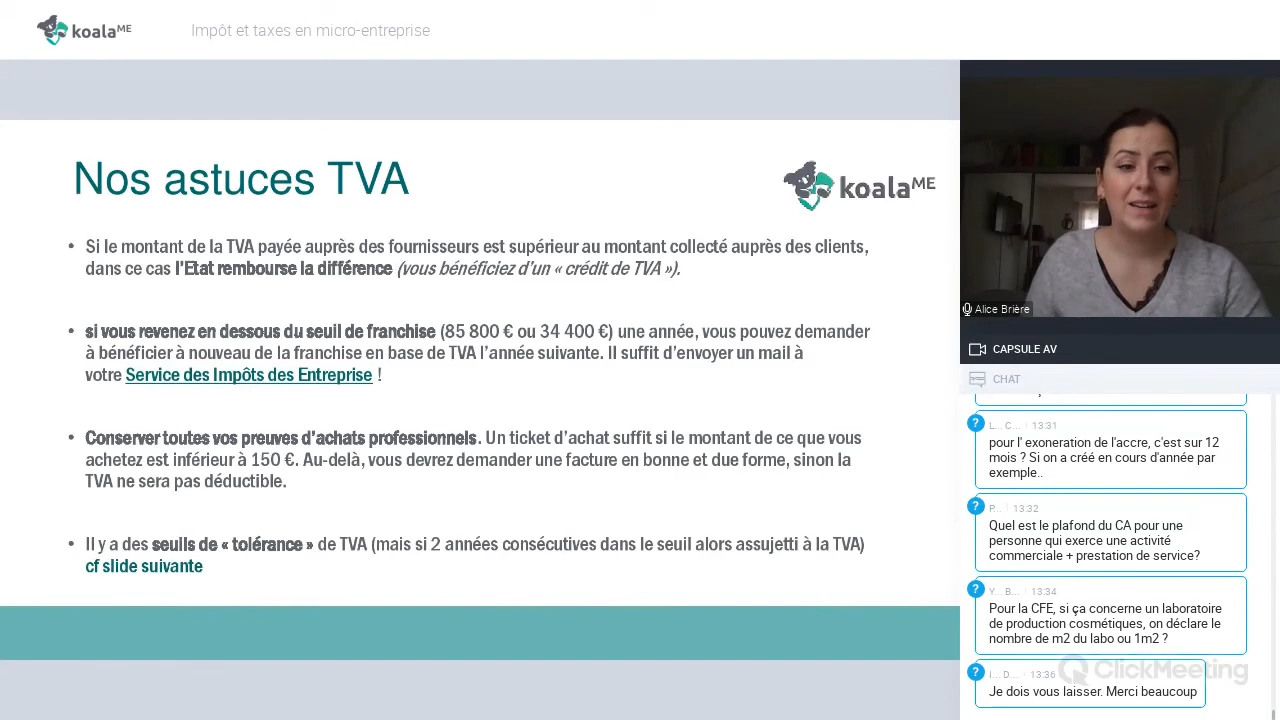 koalaME
Impôt et taxes en micro-entreprise
Nos astuces TVA
koalaME
• Si le montant de la TVA payée auprès des fournisseurs est supérieur au montant collecté auprès des clients,
dans ce cas l'Etat rembourse la différence (vous bénéficiez d'un « crédit de TVA »).
• si vous revenez en dessous du seuil de franchise (85 800 € ou 34 400 €) une année, vous pouvez demander
à bénéficier à nouveau de la franchise en base de TVA l'année suivante. Il suffit d'envoyer un mail à
votre Service des Impôts des Entreprise !
• Conserver toutes vos preuves d'achats professionnels. Un ticket d'achat suffit si le montant de ce que vous
achetez est inférieur à 150 €. Au-delà, vous devrez demander une facture en bonne et due forme, sinon la
TVA ne sera pas déductible.
• Il y a des seuils de « tolérance » de TVA (mais si 2 années consécutives dans le seuil alors assujetti à la TVA)
cf slide suivante
Alice Brière
CAPSULE AV
CHAT
? L... C... 13:31
pour l' exoneration de l'accre, c'est sur 12
mois ? Si on a créé en cours d'année par
exemple..
? P... 13:32
Quel est le plafond du CA pour une
personne qui exerce une activité
commerciale + prestation de service?
? Y... B... 13:34
Pour la CFE, si ça concerne un laboratoire
de production cosmétiques, on déclare le
nombre de m2 du labo ou 1m2 ?
? I... D... 13:36
Je dois vous laisser. Merci beaucoup
ClickMeeting